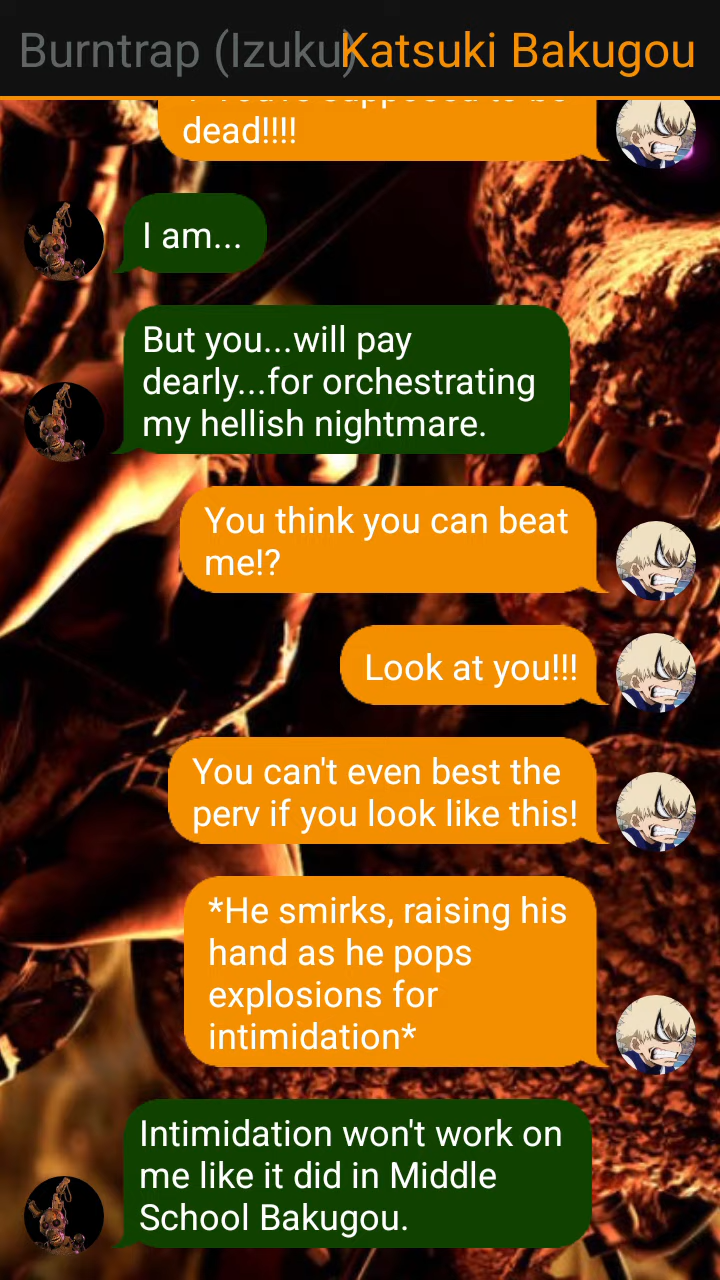 Burntrap (Izuku)
Katsuki Bakugou
dead!!!!
I am...
But you...will pay
dearly...for orchestrating
my hellish nightmare.
You think you can beat
me!?
Look at you!!!
You can't even best the
perv if you look like this!
*He smirks, raising his
hand as he pops
explosions for
intimidation*
Intimidation won't work on
me like it did in Middle
School Bakugou.